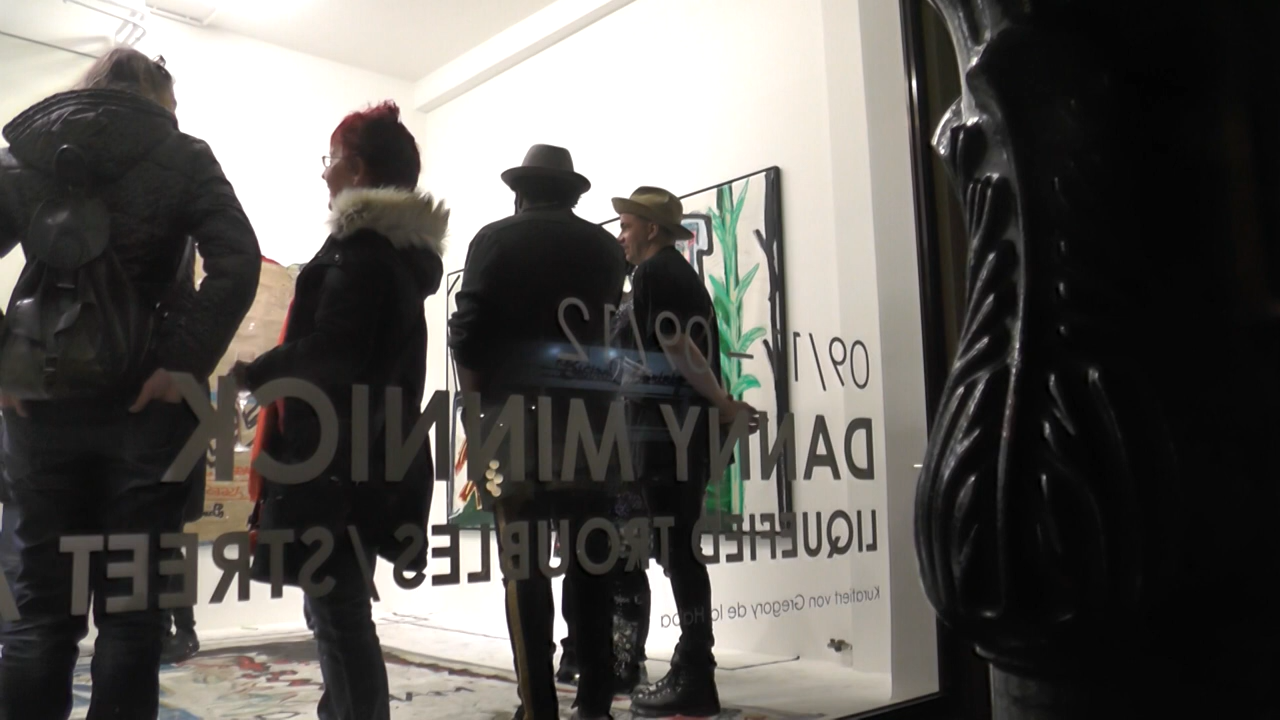 09/11 – 09/12
DANNY MINNICK
LIQUEFIED TROUBLES / STREET
Kuratiert von Gregory de la Haba